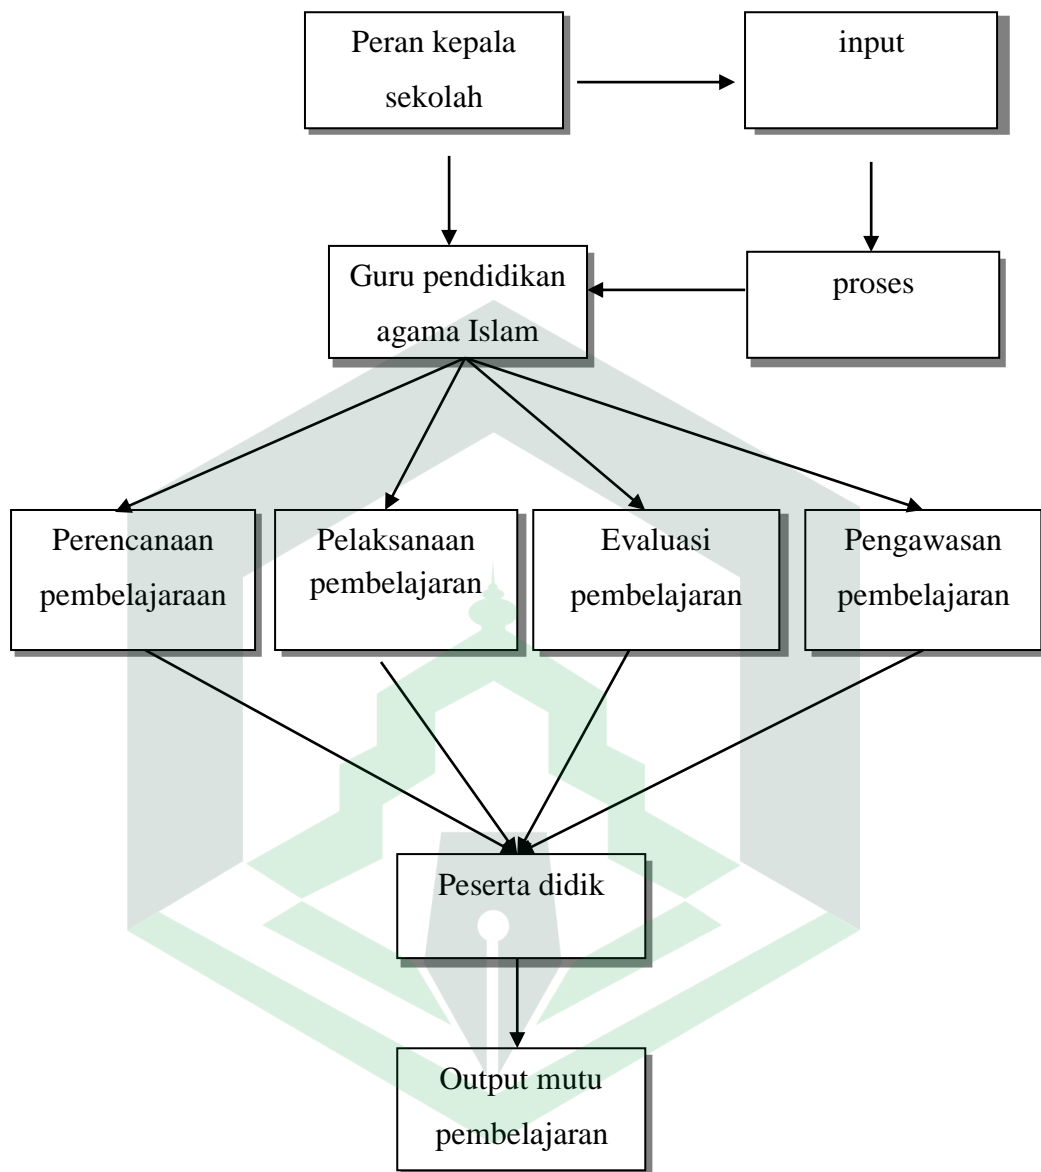 Peran kepala
sekolah
input
Guru pendidikan
agama Islam
proses
Perencanaan
pembelajaraan
Pelaksanaan
pembelajaran
Evaluasi
pembelajaran
Pengawasan
pembelajaran
Peserta didik
Output mutu
pembelajaran